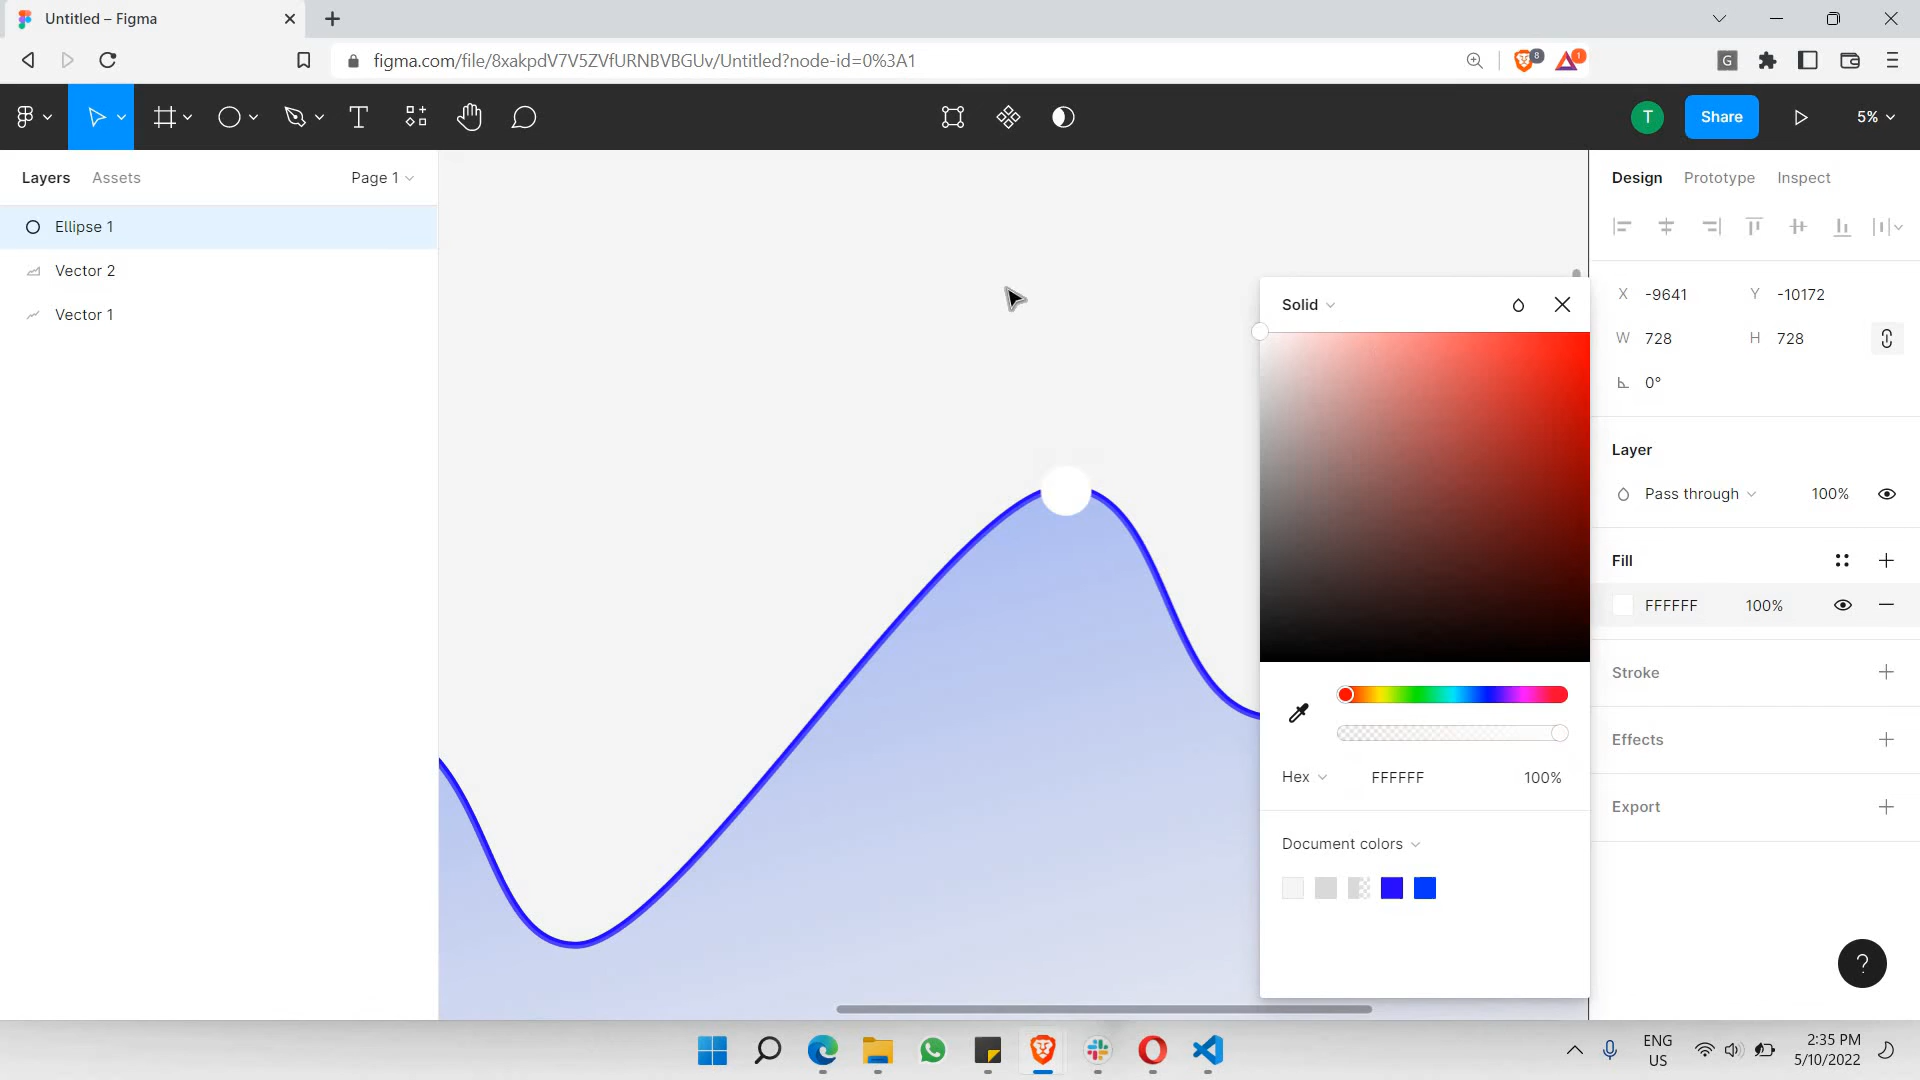 Untitled – Figma
figma.com/file/8xakpdV7V5ZVfURNBVBGUv/Untitled?node-id=0%3A1
G
8
1
T
Share
5%
Layers
Assets
Page 1
Design
Prototype
Inspect
Ellipse 1
Vector 2
Vector 1
X -9641
Y -10172
W 728
H 728
0°
Layer
Pass through
100%
Fill
FFFFFF
100%
Stroke
Effects
Export
Solid
Hex
FFFFFF
100%
Document colors
?
ENG
US
2:35 PM
5/10/2022